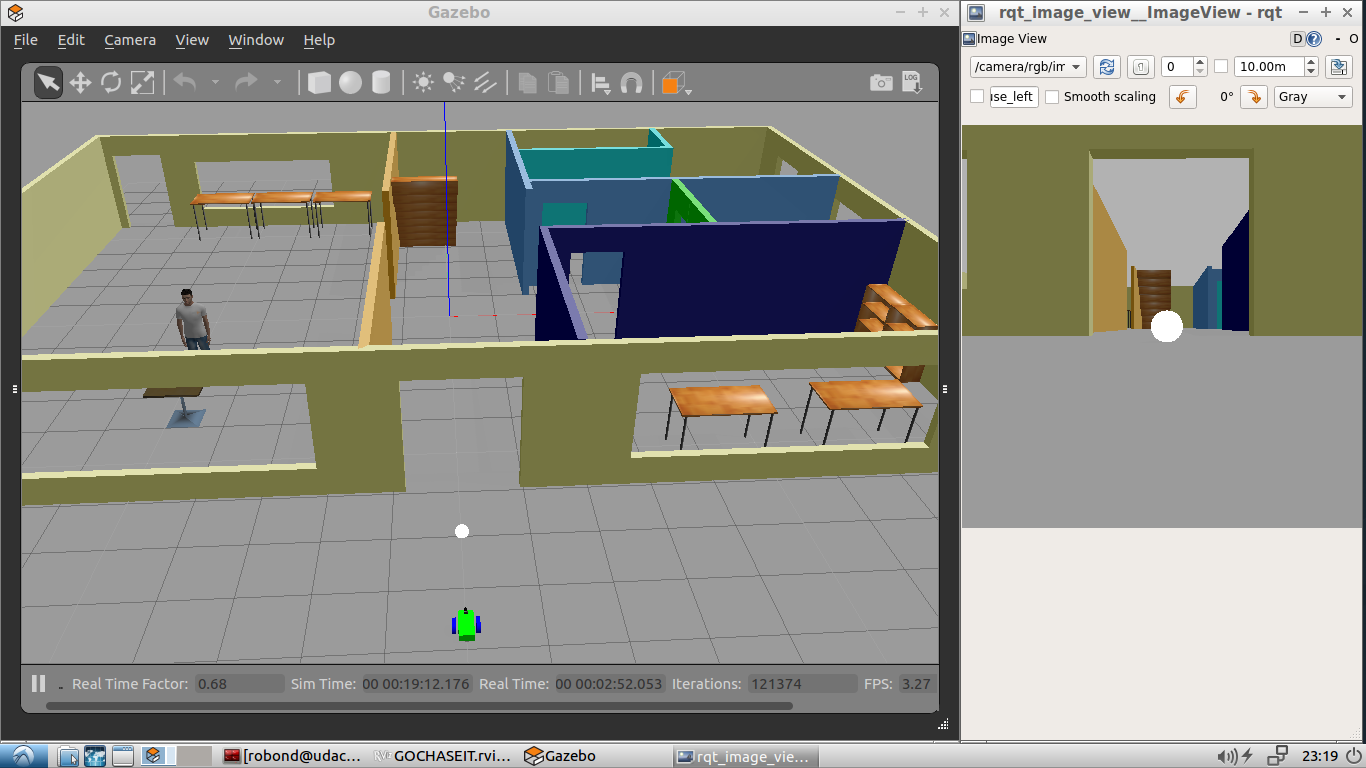 Gazebo
File Edit Camera View Window Help
LOG
Real Time Factor: 0.68 Sim Time: 00 00:19:12.176 Real Time: 00 00:02:52.053 Iterations: 121374 FPS: 3.27
rqt_image_view__ImageView - rqt
Image View D - O
/camera/rgb/im 0 10.00m
use_left Smooth scaling 0° Gray
[robond@udac... GOCHASEIT.rvi... Gazebo rqt_image_vie... 23:19